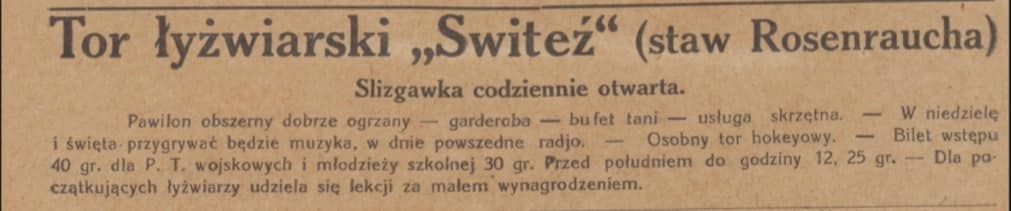 Tor łyżwiarski „Switeź“ (staw Rosenraucha)
Slizgawka codziennie otwarta.
Pawilon obszerny dobrze ogrzany — garderoba — bufet tani — usługa skrzętna. — W niedzielę
i święta przygrywać będzie muzyka, w dnie powszedne radjo. — Osobny tor hokeyowy. — Bilet wstępu
40 gr. dla P. T. wojskowych i młodzieży szkolnej 30 gr. Przed południem do godziny 12, 25 gr. — Dla po-
czątkujących łyżwiarzy udziela się lekcji za małem wynagrodzeniem.